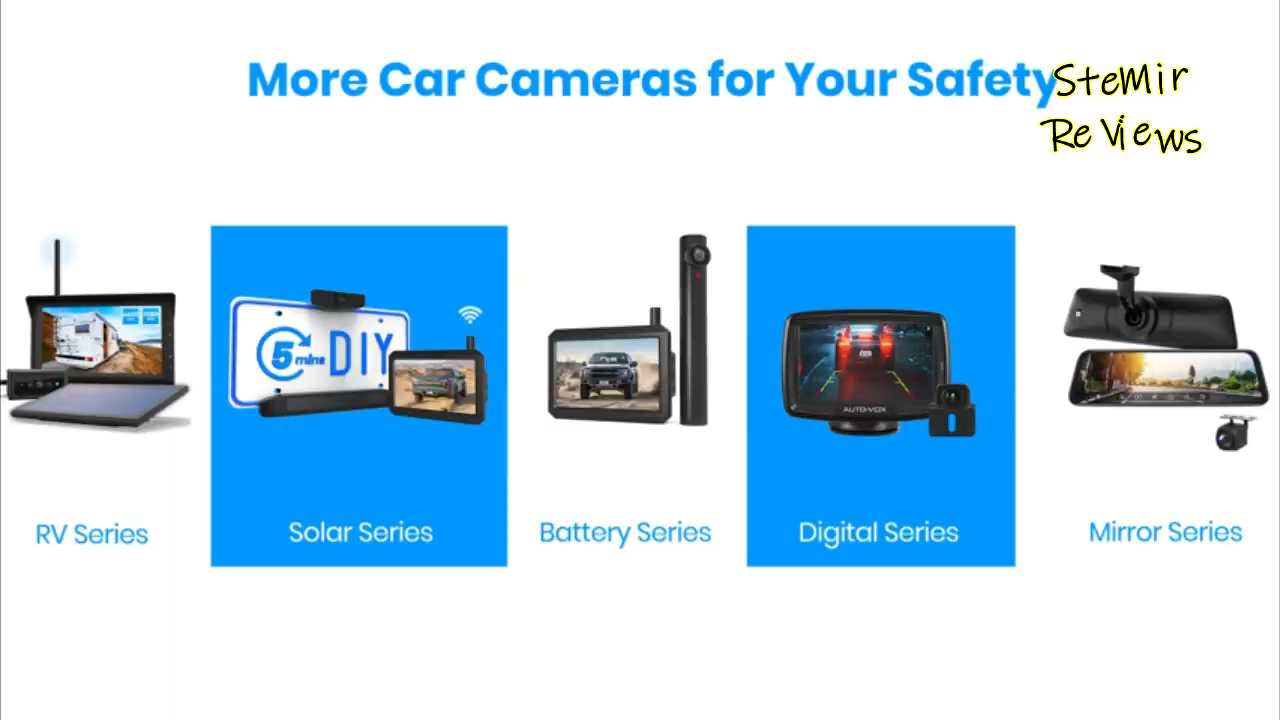 More Car Cameras for Your Safety
SteMir
ReViews
5 mins DIY
AUTO-VOX
RV Series
Solar Series
Battery Series
Digital Series
Mirror Series